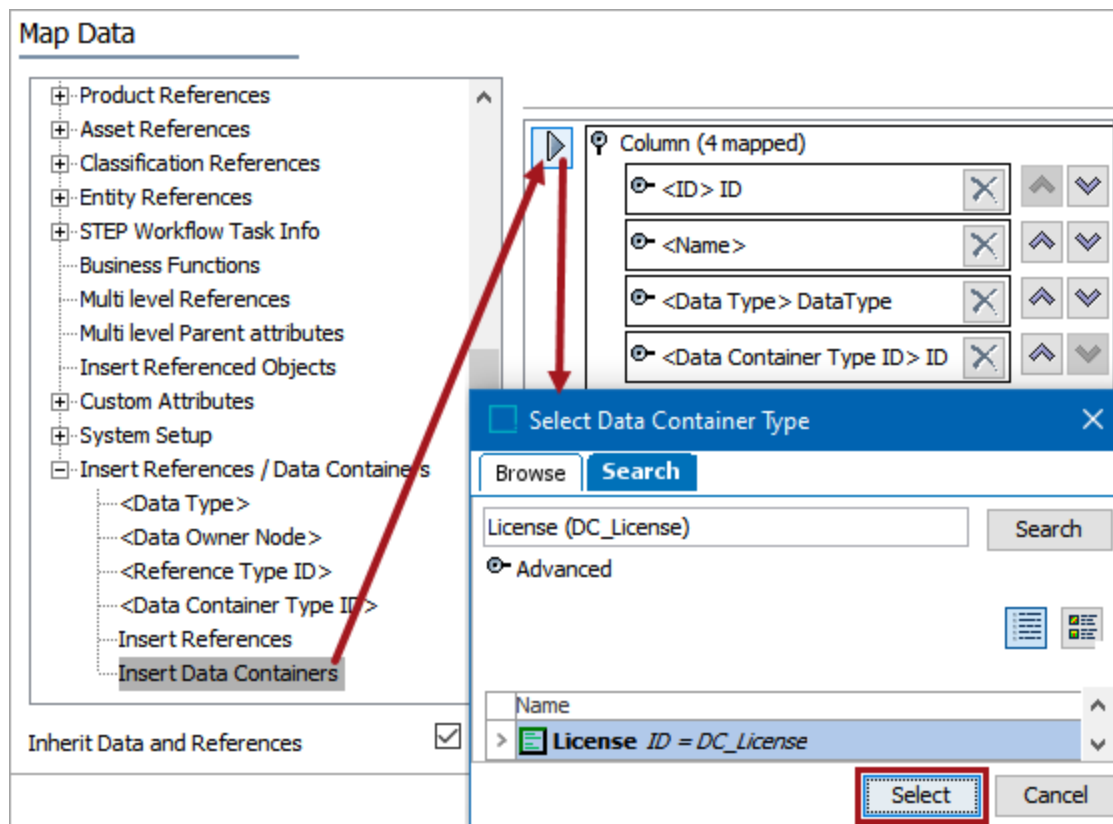 Map Data
Product References
Asset References
Classification References
Entity References
STEP Workflow Task Info
Business Functions
Multi level References
Multi level Parent attributes
Insert Referenced Objects
Custom Attributes
System Setup
Insert References / Data Containers
<Data Type>
<Data Owner Node>
<Reference Type ID>
<Data Container Type ID>
Insert References
Insert Data Containers
Inherit Data and References
Column (4 mapped)
<ID> ID
<Name>
<Data Type> DataType
<Data Container Type ID> ID
Select Data Container Type
Browse Search
License (DC_License) Search
Advanced
Name
License ID = DC_License
Select Cancel